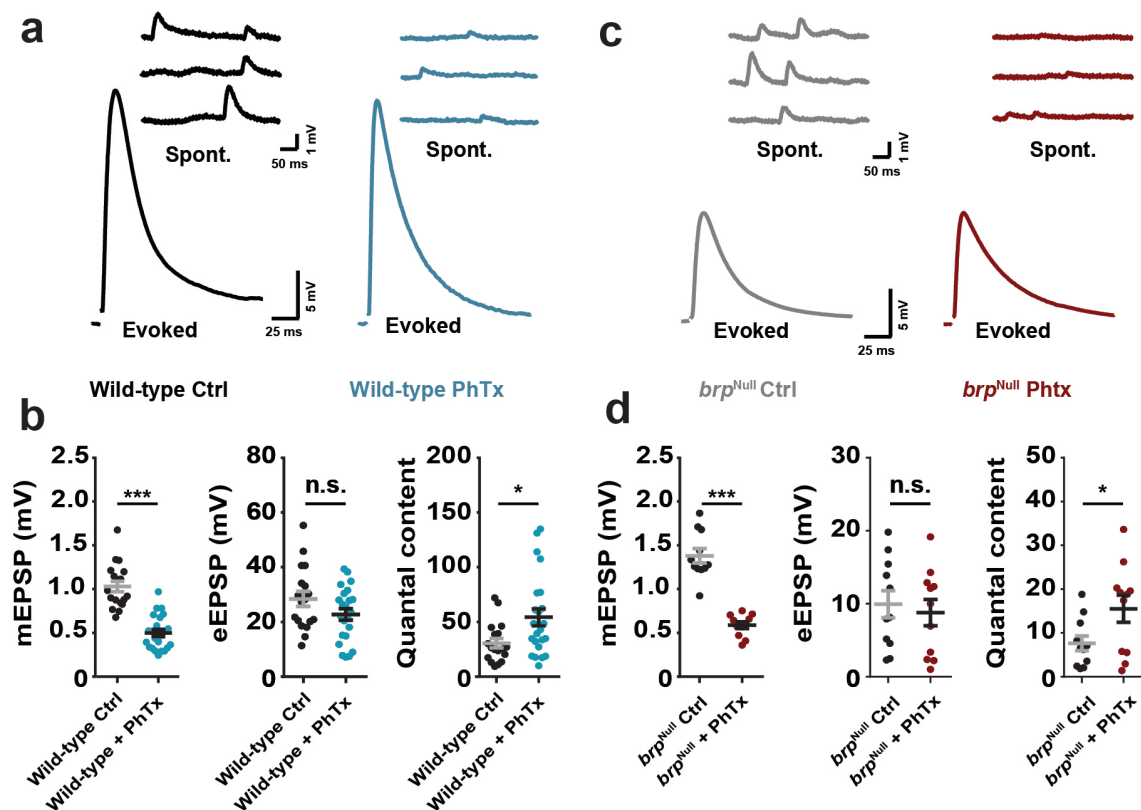 a
c
Spont.
1 mV
50 ms
Spont.
Spont.
1 mV
50 ms
Spont.
Evoked
5 mV
25 ms
Evoked
Evoked
5 mV
25 ms
Evoked
Wild-type Ctrl
Wild-type PhTx
brpNull Ctrl
brpNull Phtx
b
mEPSP (mV)
2.5
2.0
1.5
1.0
0.5
0
***
Wild-type Ctrl
Wild-type + PhTx
eEPSP (mV)
80
60
40
20
0
n.s.
Wild-type Ctrl
Wild-type + PhTx
Quantal content
200
150
100
50
0
*
Wild-type Ctrl
Wild-type + PhTx
d
mEPSP (mV)
2.5
2.0
1.5
1.0
0.5
0
***
brpNull Ctrl
brpNull + PhTx
eEPSP (mV)
30
20
10
0
n.s.
brpNull Ctrl
brpNull + PhTx
Quantal content
50
40
30
20
10
0
*
brpNull Ctrl
brpNull + PhTx